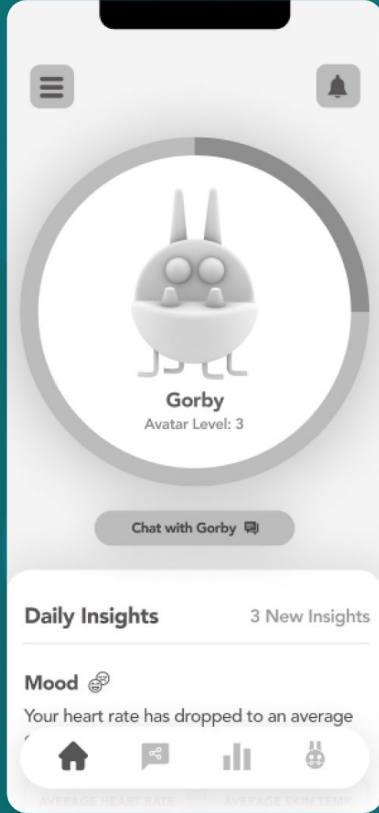 Gorby
Avatar Level: 3
Chat with Gorby
Daily Insights
3 New Insights
Mood
Your heart rate has dropped to an average
AVERAGE HEART RATE
AVERAGE SKIN TEMP